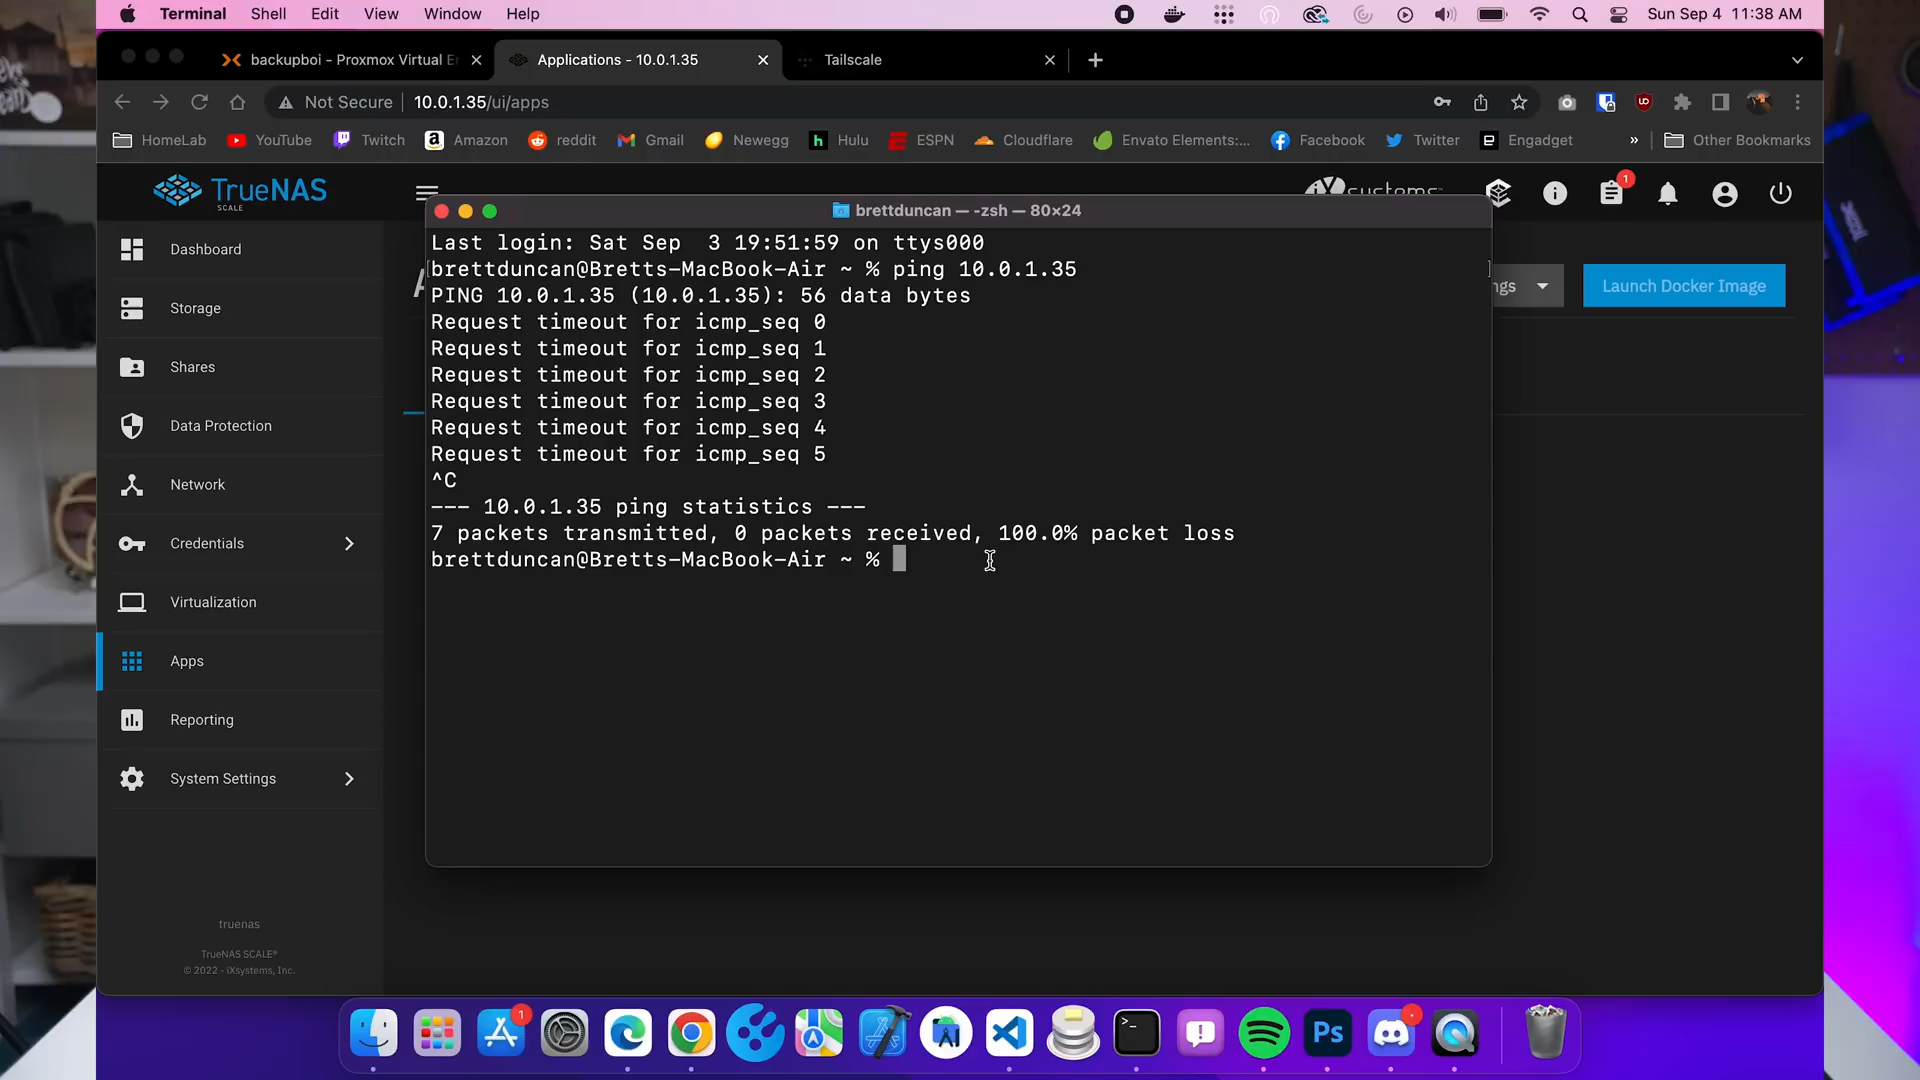 Terminal Shell Edit View Window Help
Sun Sep 4 11:38 AM
backupboi - Proxmox Virtual E
Applications - 10.0.1.35
Tailscale
Not Secure 10.0.1.35/ui/apps
HomeLab YouTube Twitch Amazon reddit Gmail Newegg Hulu ESPN Cloudflare Envato Elements:... Facebook Twitter Engadget » Other Bookmarks
TrueNAS
SCALE
systems
1
brettduncan — -zsh — 80×24
Last login: Sat Sep  3 19:51:59 on ttys000
brettduncan@Bretts-MacBook-Air ~ % ping 10.0.1.35
PING 10.0.1.35 (10.0.1.35): 56 data bytes
Request timeout for icmp_seq 0
Request timeout for icmp_seq 1
Request timeout for icmp_seq 2
Request timeout for icmp_seq 3
Request timeout for icmp_seq 4
Request timeout for icmp_seq 5
^C
--- 10.0.1.35 ping statistics ---
7 packets transmitted, 0 packets received, 100.0% packet loss
brettduncan@Bretts-MacBook-Air ~ %
ngs
Launch Docker Image
Dashboard
Storage
Shares
Data Protection
Network
Credentials
Virtualization
Apps
Reporting
System Settings
truenas
TrueNAS SCALE®
© 2022 - iXsystems, Inc.
1
Ps